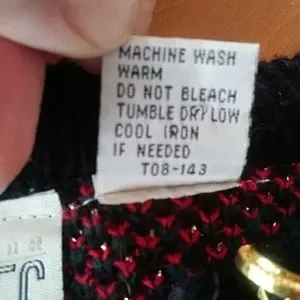 MACHINE WASH
WARM
DO NOT BLEACH
TUMBLE DRY LOW
COOL IRON
IF NEEDED
T08-143